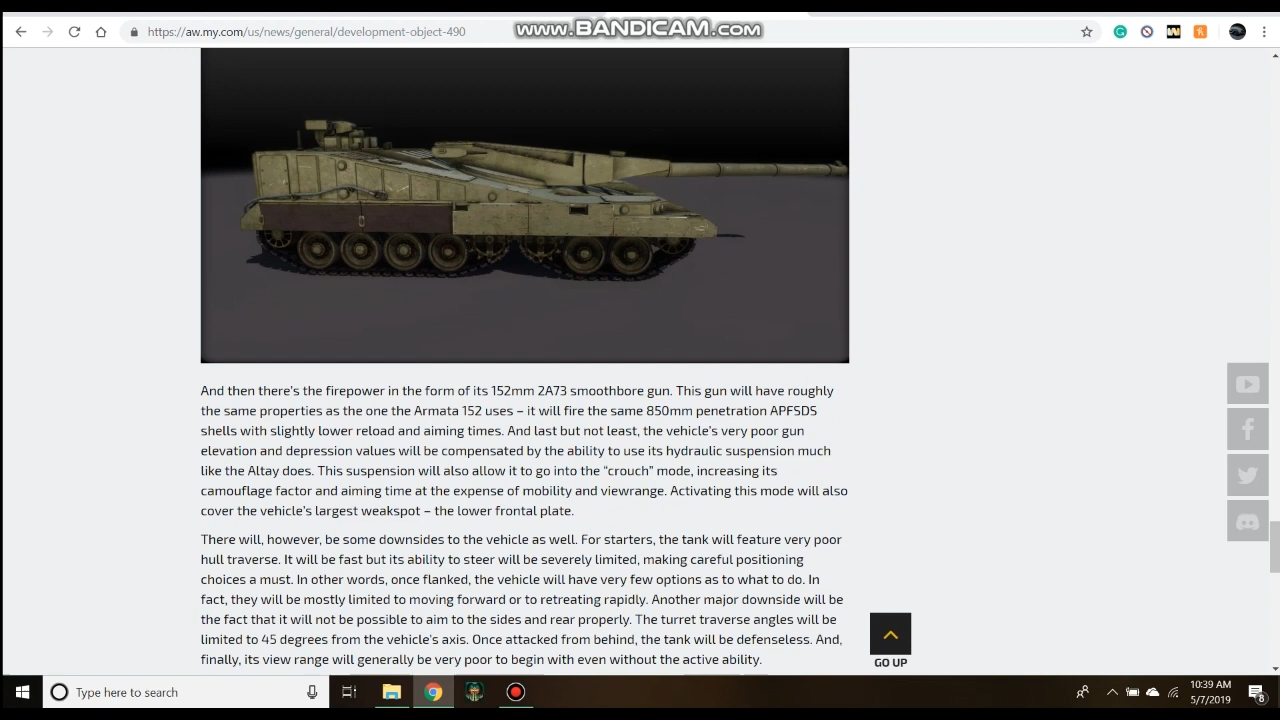 www.BANDICAM.com
https://aw.my.com/us/news/general/development-object-490
And then there's the firepower in the form of its 152mm 2A73 smoothbore gun. This gun will have roughly
the same properties as the one the Armata 152 uses – it will fire the same 850mm penetration APFSDS
shells with slightly lower reload and aiming times. And last but not least, the vehicle's very poor gun
elevation and depression values will be compensated by the ability to use its hydraulic suspension much
like the Altay does. This suspension will also allow it to go into the “crouch” mode, increasing its
camouflage factor and aiming time at the expense of mobility and viewrange. Activating this mode will also
cover the vehicle's largest weakspot – the lower frontal plate.
There will, however, be some downsides to the vehicle as well. For starters, the tank will feature very poor
hull traverse. It will be fast but its ability to steer will be severely limited, making careful positioning
choices a must. In other words, once flanked, the vehicle will have very few options as to what to do. In
fact, they will be mostly limited to moving forward or to retreating rapidly. Another major downside will be
the fact that it will not be possible to aim to the sides and rear properly. The turret traverse angles will be
limited to 45 degrees from the vehicle's axis. Once attacked from behind, the tank will be defenseless. And,
finally, its view range will generally be very poor to begin with even without the active ability.
GO UP
Type here to search
10:39 AM
5/7/2019
8